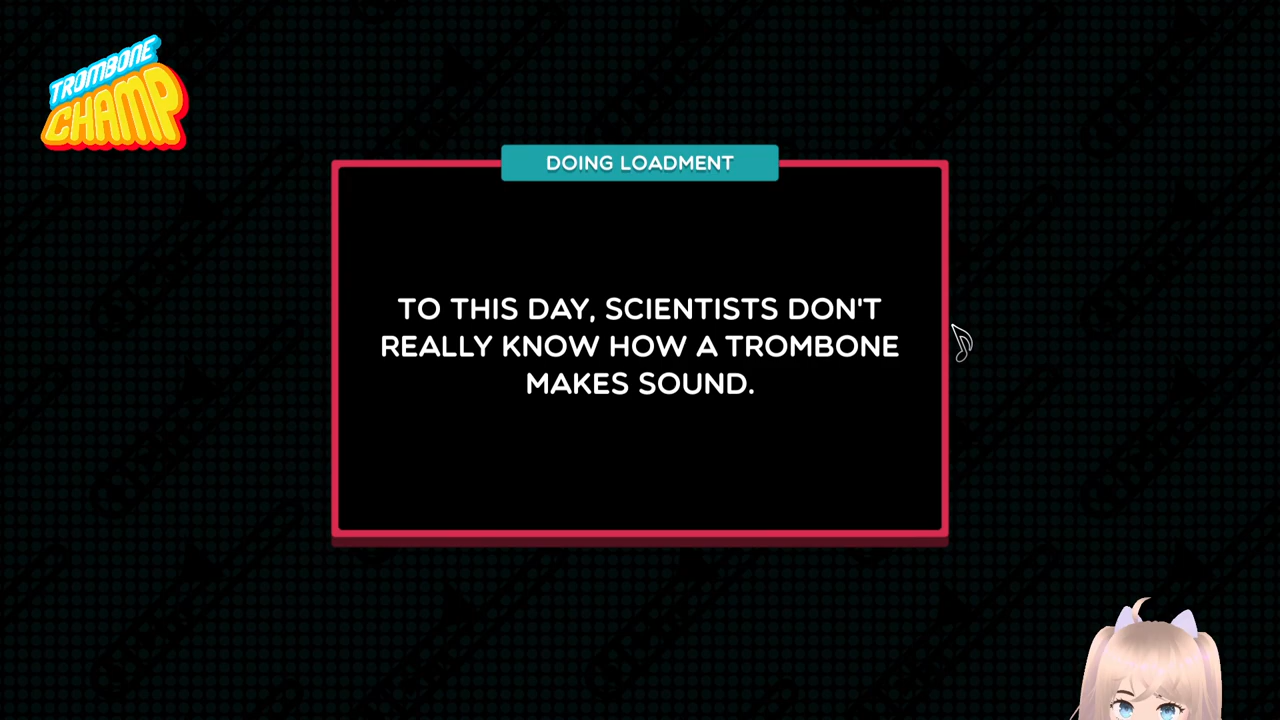 TROMBONE
CHAMP
DOING LOADMENT
TO THIS DAY, SCIENTISTS DON'T
REALLY KNOW HOW A TROMBONE
MAKES SOUND.